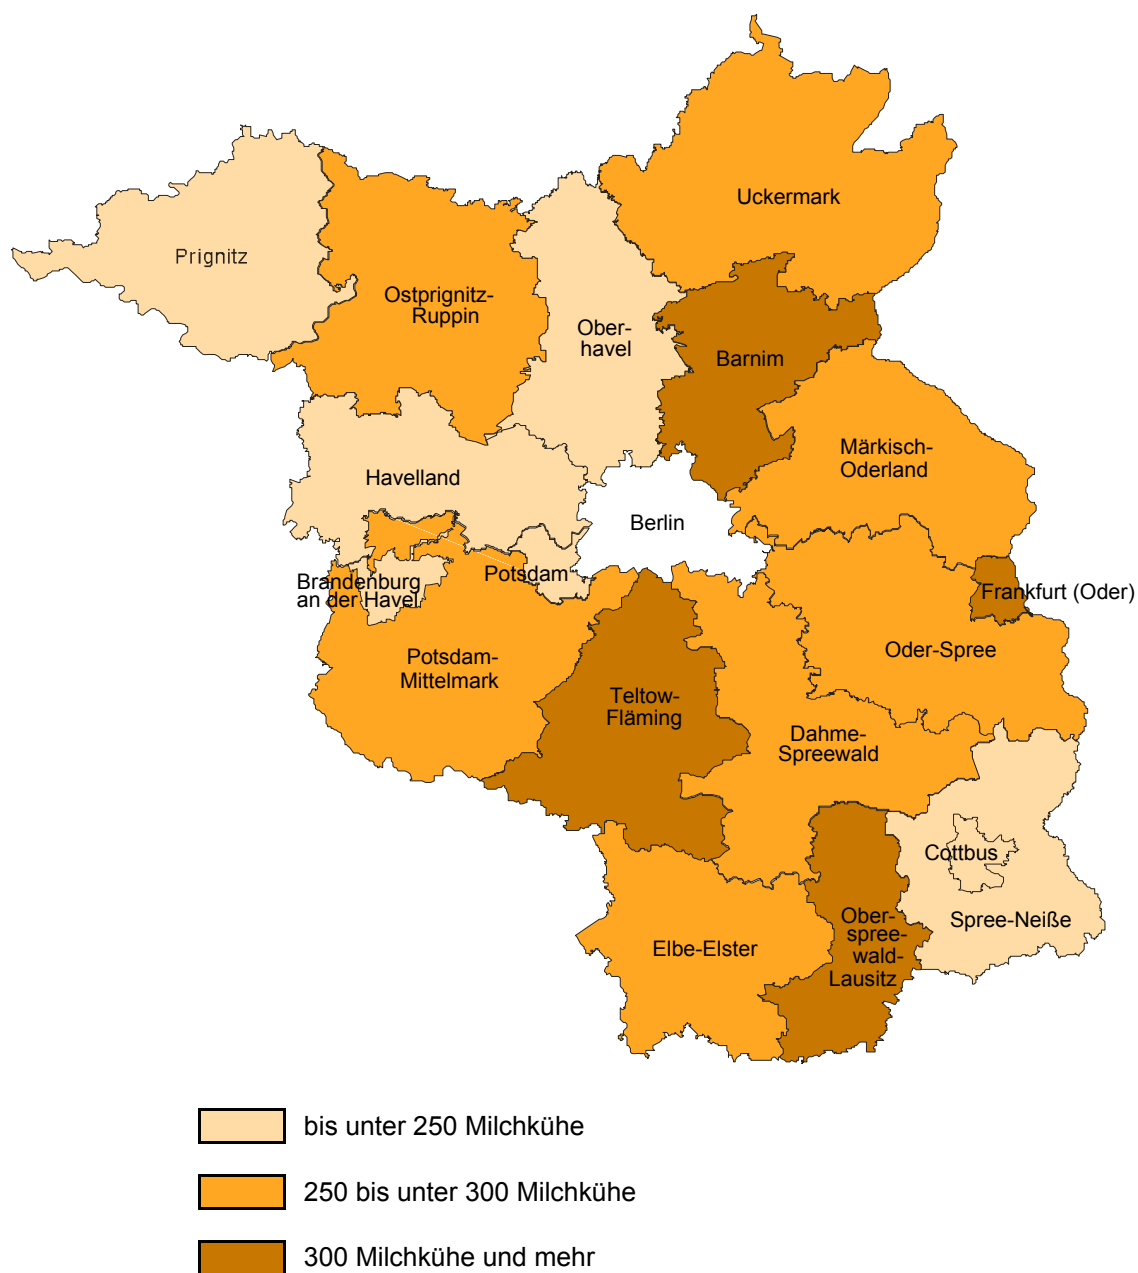 Uckermark
Prignitz
Ostprignitz-
Ruppin
Ober-
havel
Barnim
Märkisch-
Oderland
Havelland
Berlin
Potsdam
Brandenburg
an der Havel
Frankfurt (Oder)
Oder-Spree
Potsdam-
Mittelmark
Teltow-
Fläming
Dahme-
Spreewald
Cottbus
Spree-Neiße
Ober-
spree-
wald-
Lausitz
Elbe-Elster
bis unter 250 Milchkühe
250 bis unter 300 Milchkühe
300 Milchkühe und mehr